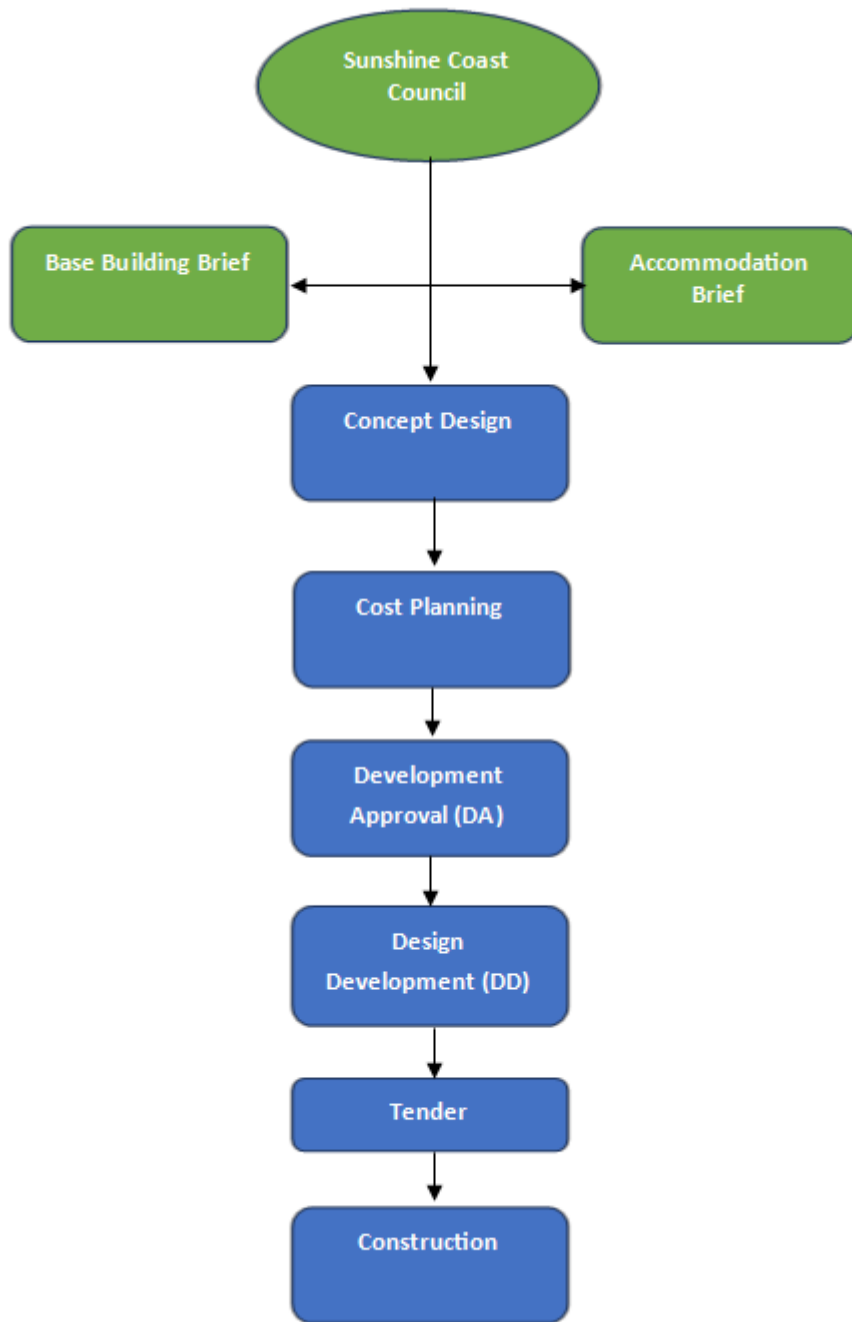 Sunshine Coast
Council
Base Building Brief
Accommodation
Brief
Concept Design
Cost Planning
Development
Approval (DA)
Design
Development (DD)
Tender
Construction